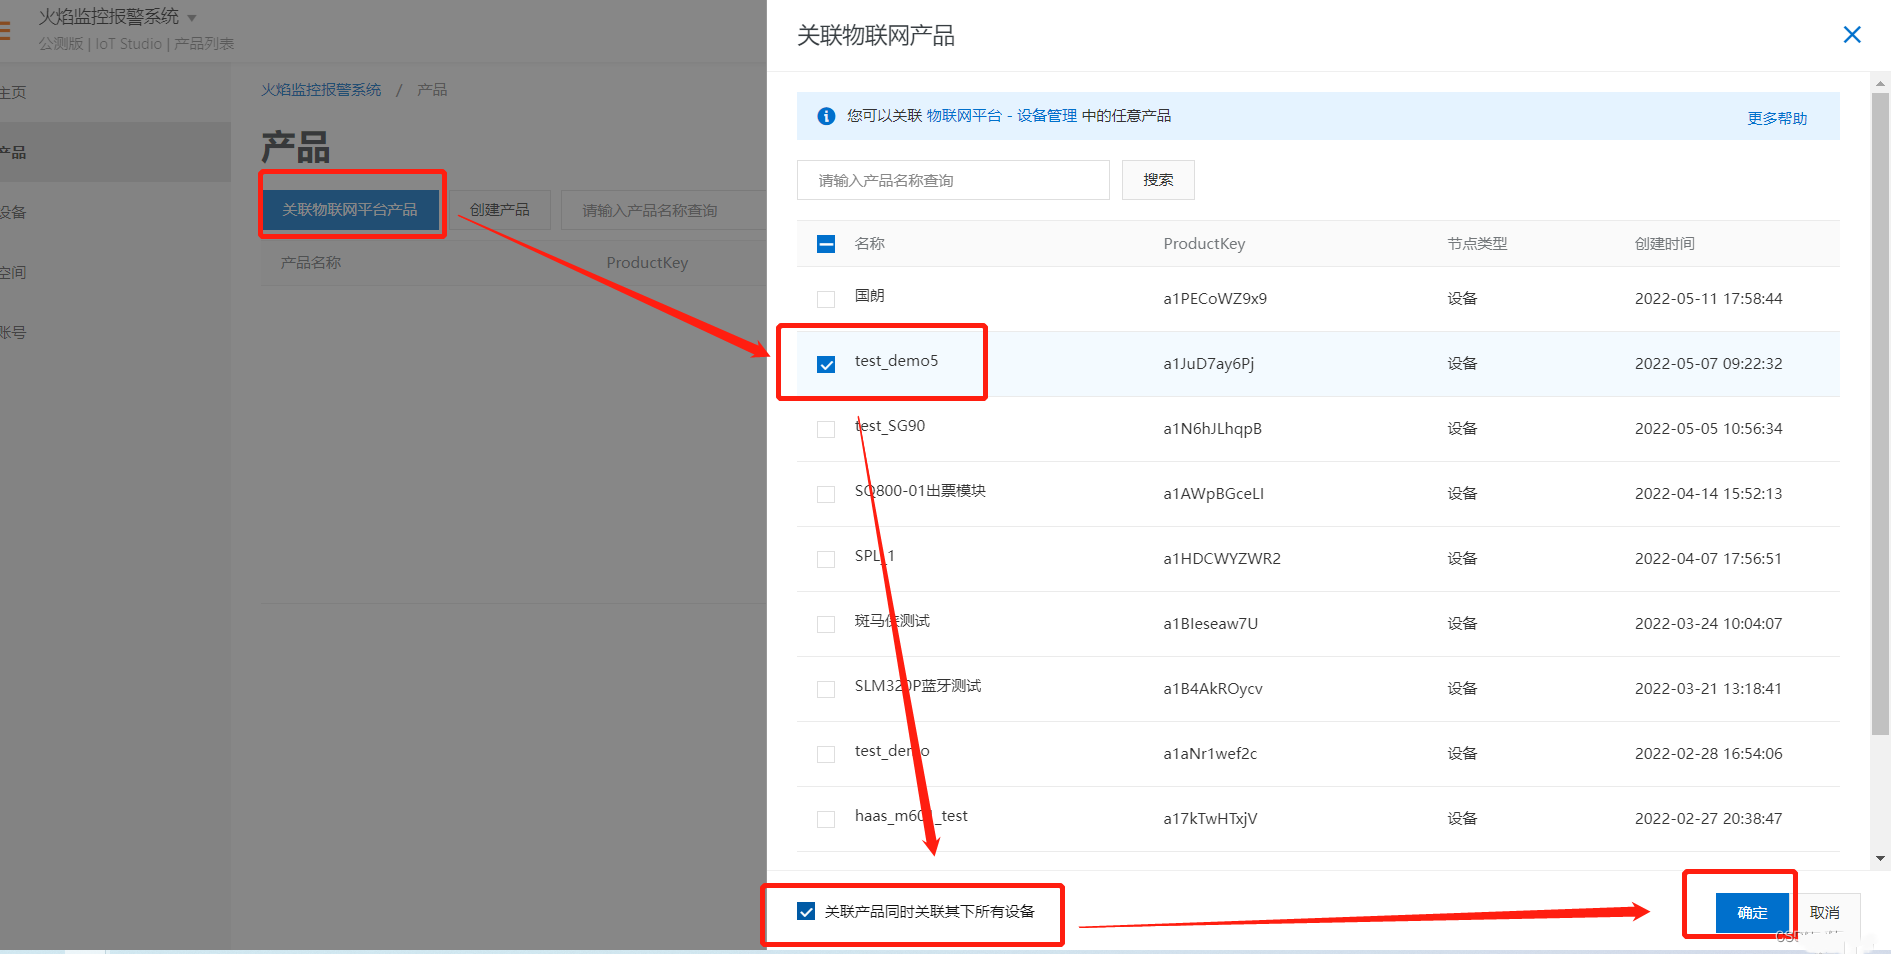 火焰监控报警系统
公测版 | IoT Studio | 产品列表
主页
产品
设备
空间
账号
火焰监控报警系统 / 产品
产品
关联物联网平台产品 创建产品 请输入产品名称查询
产品名称 ProductKey
关联物联网产品
您可以关联 物联网平台 - 设备管理 中的任意产品 更多帮助
请输入产品名称查询 搜索
名称 ProductKey 节点类型 创建时间
国朗 a1PECoWZ9x9 设备 2022-05-11 17:58:44
test_demo5 a1JuD7ay6Pj 设备 2022-05-07 09:22:32
test_SG90 a1N6hJLhqpB 设备 2022-05-05 10:56:34
SQ800-01出票模块 a1AWpBGceLI 设备 2022-04-14 15:52:13
SPL_1 a1HDCWYZWR2 设备 2022-04-07 17:56:51
斑马侠测试 a1BIeseaw7U 设备 2022-03-24 10:04:07
SLM320P蓝牙测试 a1B4AkROycv 设备 2022-03-21 13:18:41
test_demo a1aNr1wef2c 设备 2022-02-28 16:54:06
haas_m601_test a17kTwHTxjV 设备 2022-02-27 20:38:47
关联产品同时关联其下所有设备 确定 取消